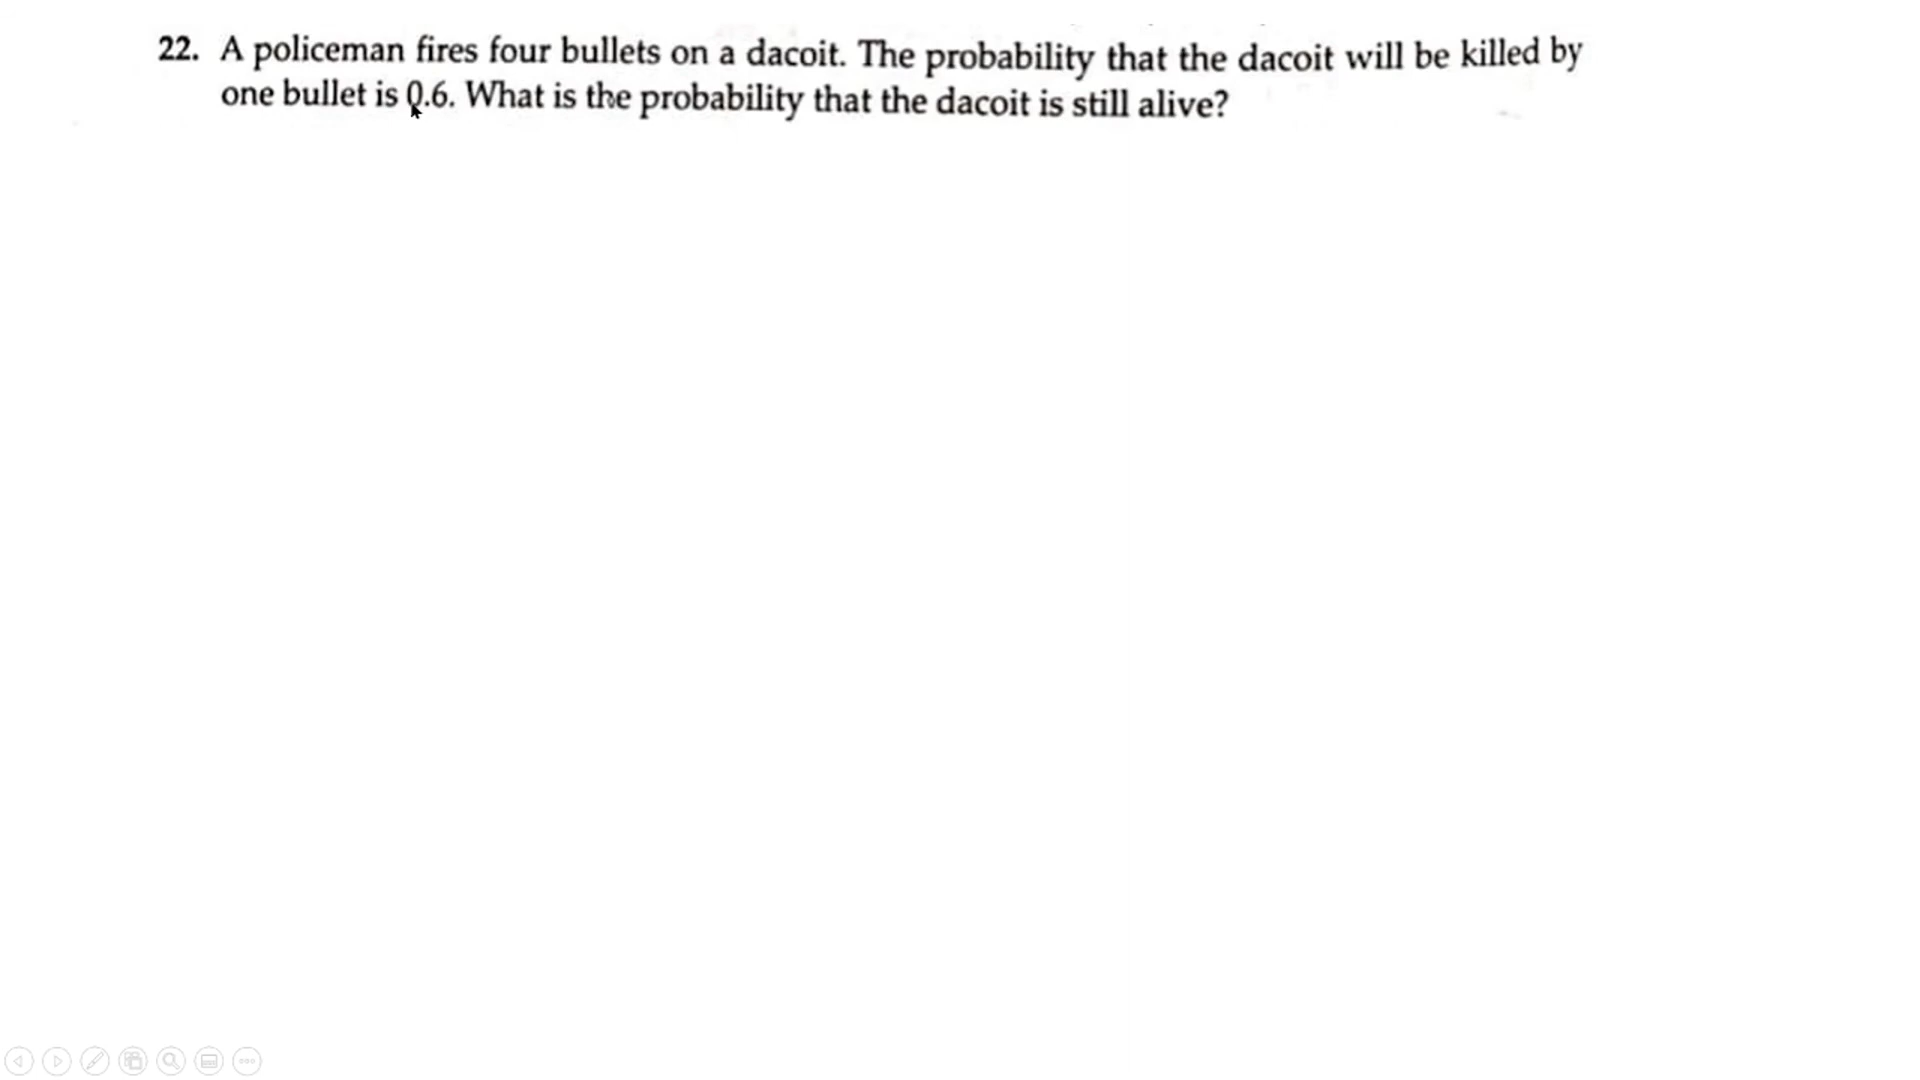 22. A policeman fires four bullets on a dacoit. The probability that the dacoit will be killed by
one bullet is 0.6. What is the probability that the dacoit is still alive?